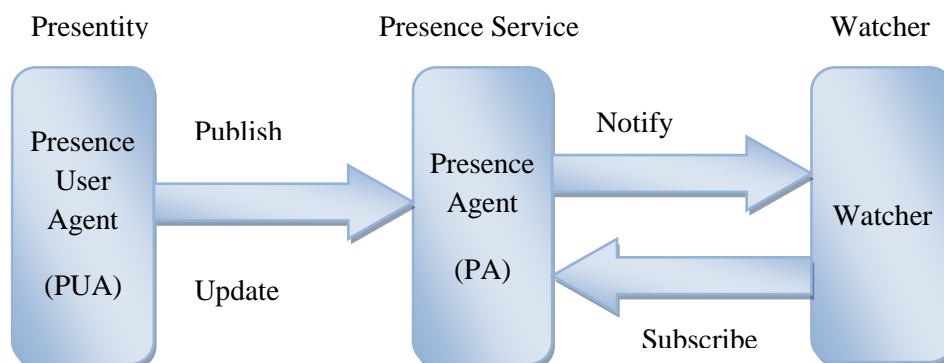 Presentity
Presence Service
Watcher
Presence
User
Agent
(PUA)
Publish
Update
Presence
Agent
(PA)
Notify
Subscribe
Watcher